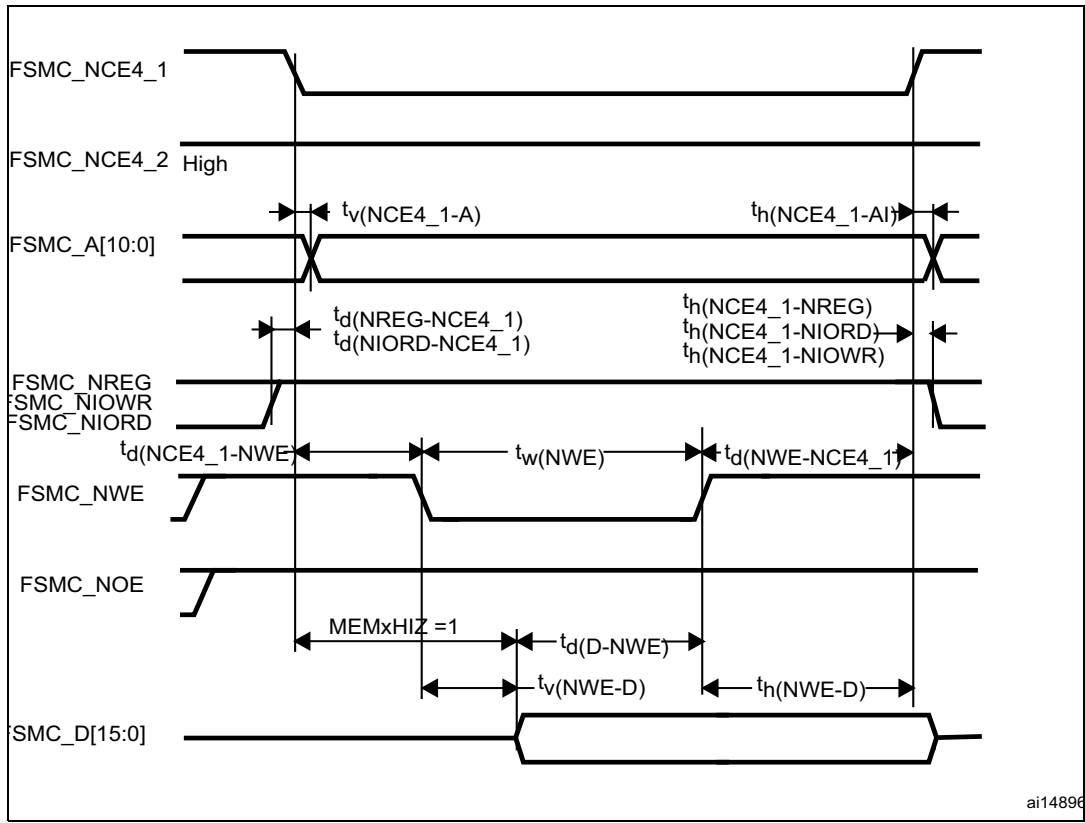 FSMC_NCE4_1
FSMC_NCE4_2 High
tv(NCE4_1-A)
th(NCE4_1-AI)
FSMC_A[10:0]
td(NREG-NCE4_1)
td(NIORD-NCE4_1)
th(NCE4_1-NREG)
th(NCE4_1-NIORD)
th(NCE4_1-NIOWR)
FSMC_NREG
FSMC_NIOWR
FSMC_NIORD
td(NCE4_1-NWE)
tw(NWE)
td(NWE-NCE4_1)
FSMC_NWE
FSMC_NOE
MEMxHIZ =1
td(D-NWE)
tv(NWE-D)
th(NWE-D)
FSMC_D[15:0]
ai14896